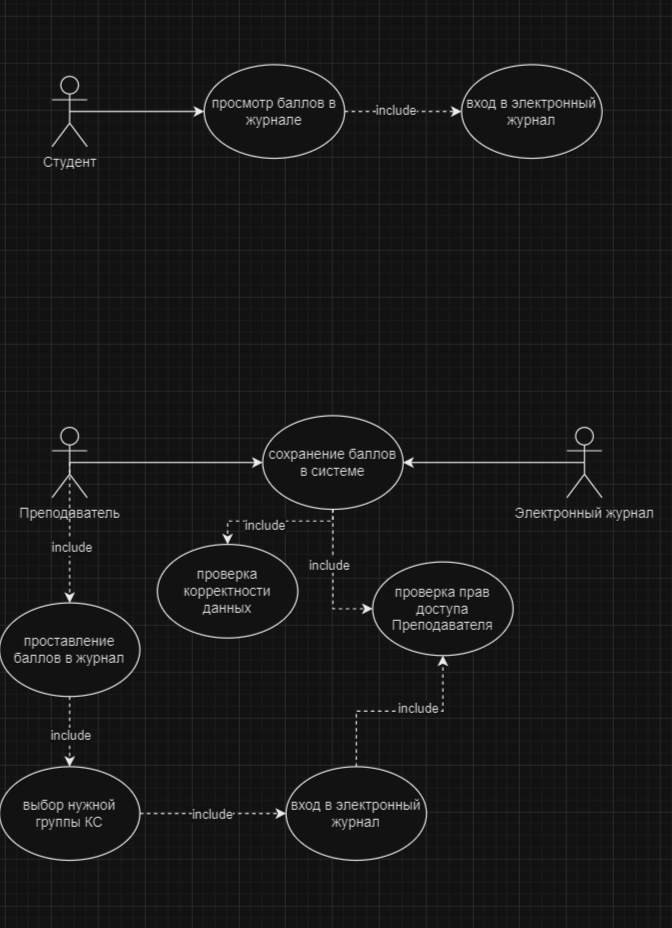 просмотр баллов в
журнале
include
вход в электронный
журнал
Студент
сохранение баллов
в системе
Преподаватель
Электронный журнал
include
include
include
проверка
корректности
данных
проверка прав
доступа
Преподавателя
проставление
баллов в журнал
include
include
выбор нужной
группы КС
include
вход в электронный
журнал